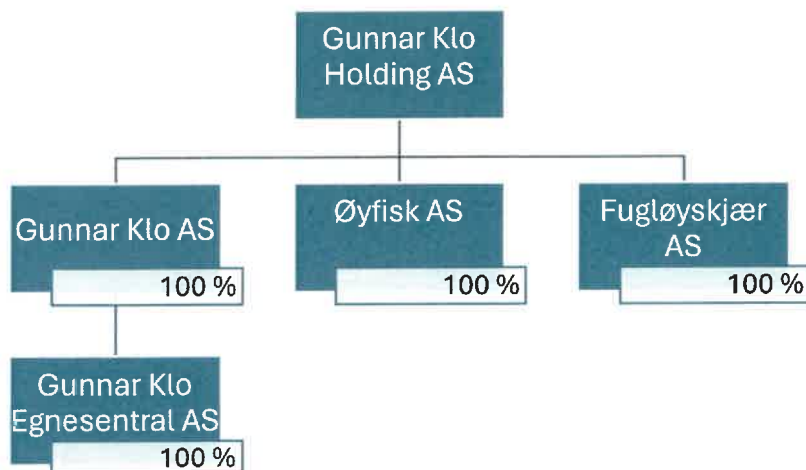 Gunnar Klo
Holding AS
Gunnar Klo AS
100 %
Øyfisk AS
100 %
Fugløyskjær
AS
100 %
Gunnar Klo
Egnesentral AS
100 %